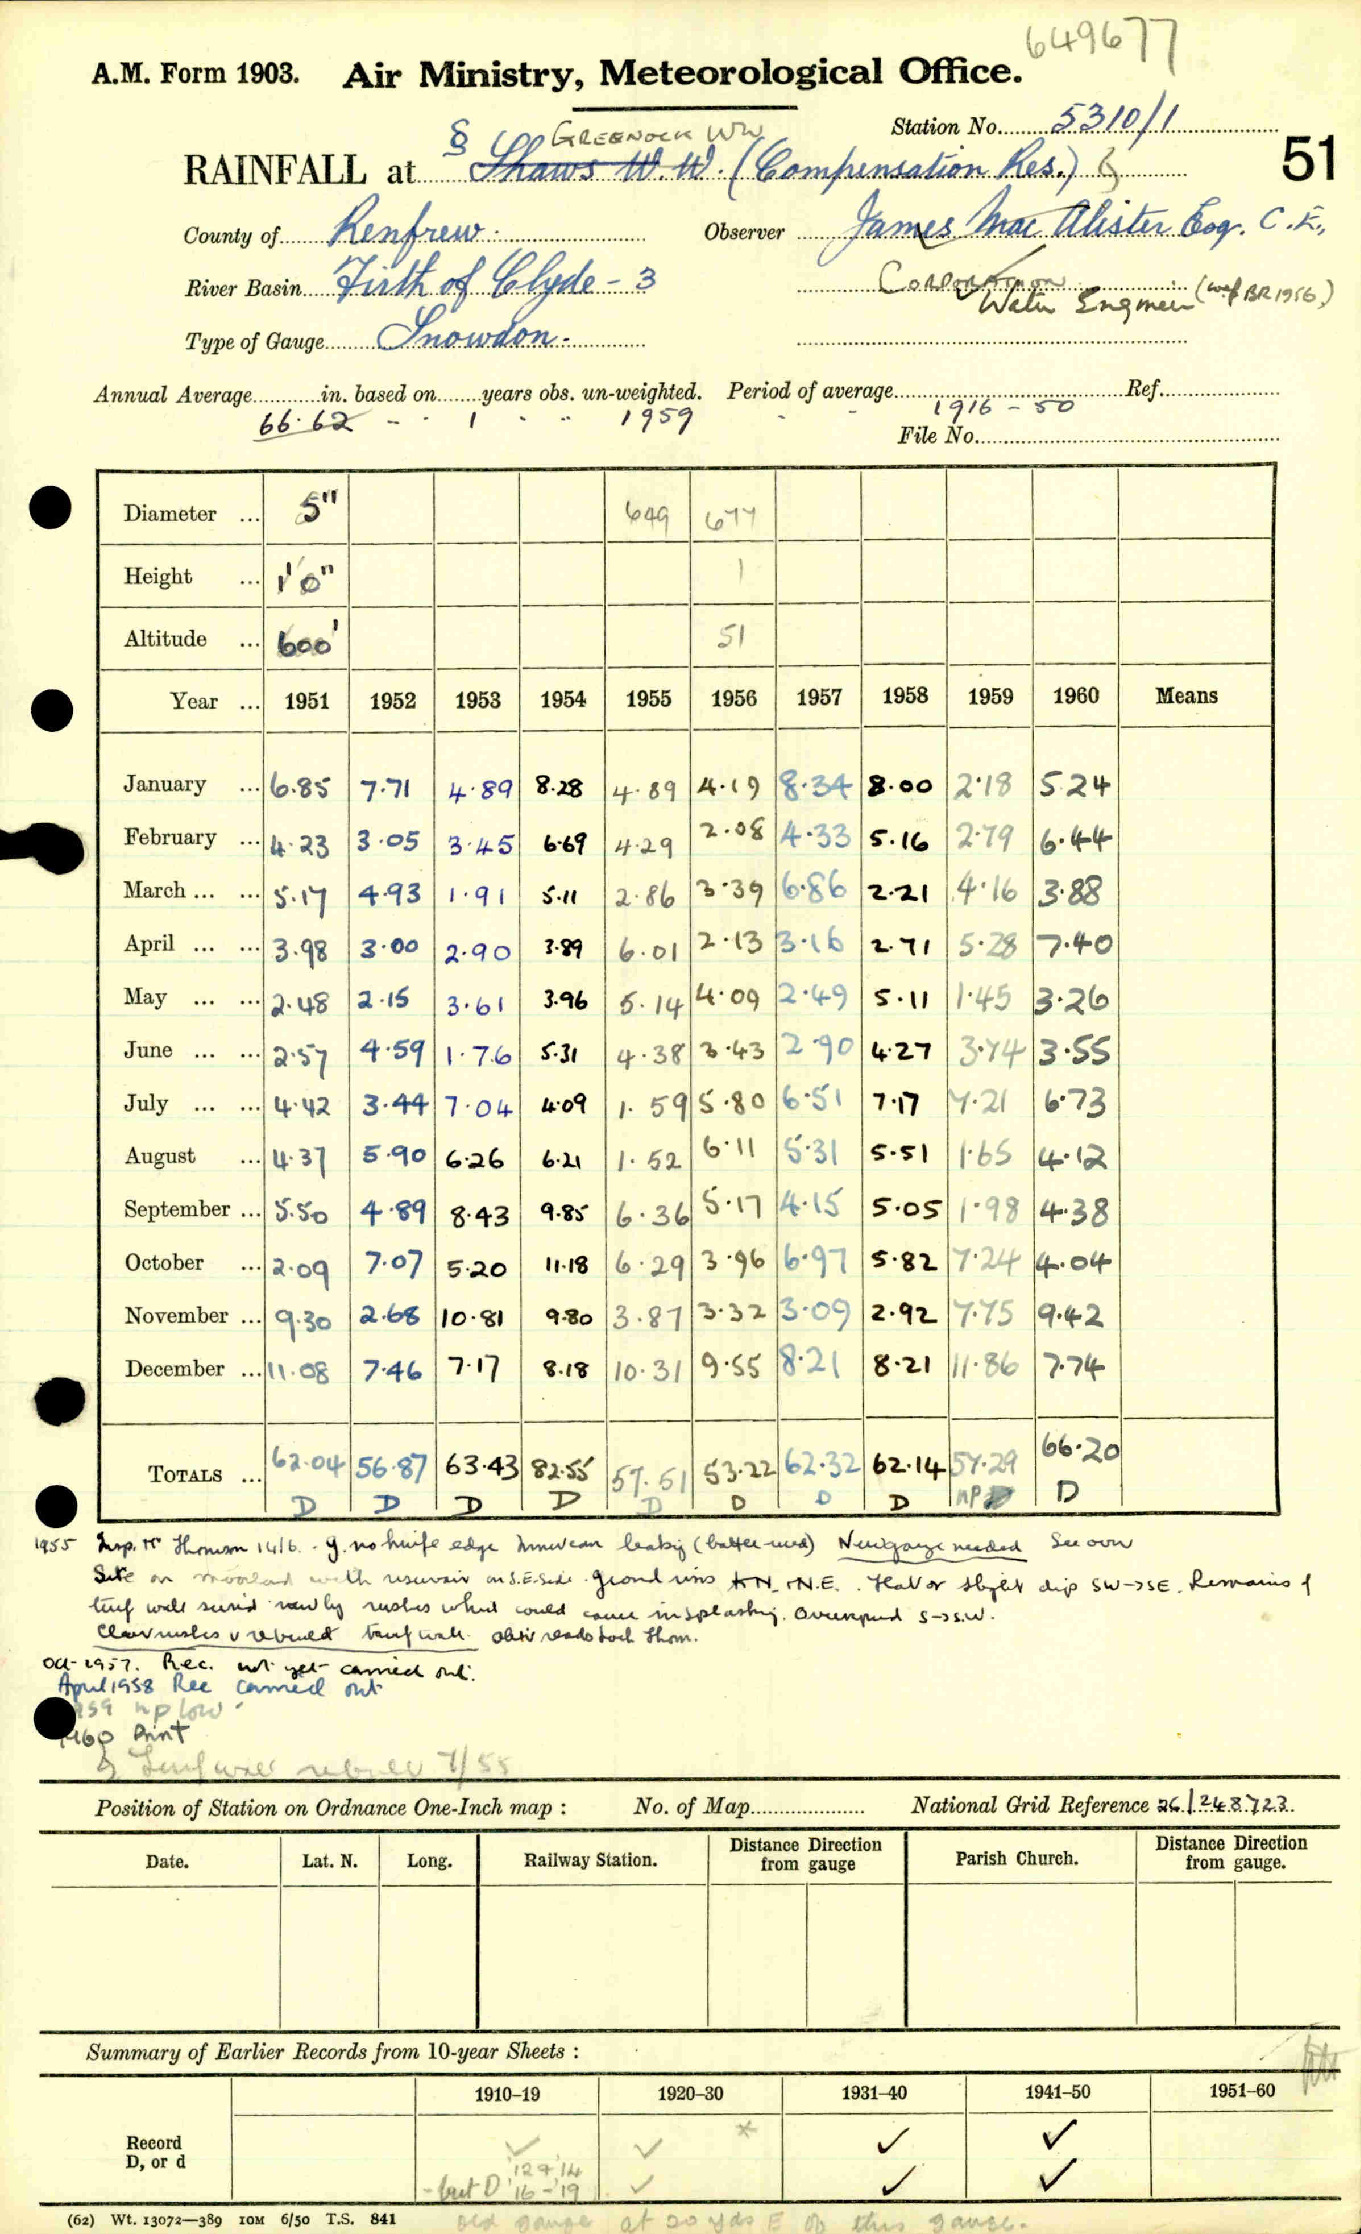 649677
A.M. Form 1903. Air Ministry, Meteorological Office.
Station No. 5310/1
GREENOCK WW
51
RAINFALL at § Shaws W.W. (Compensation Res.)
County of Renfrew. Observer James Mac Alister Esq. C.E.,
River Basin Firth of Clyde - 3 CORPORATION
Water Engineer (wef BR 1956)
Type of Gauge Snowdon.
Annual Average in. based on years obs. un-weighted. Period of average Ref.
66.62 - - 1 - - 1959 - - 1916 - 50
File No.
Diameter ... 5" 649 677
Height ... 1'0" 1
Altitude ... 600' 51
Year ... 1951 1952 1953 1954 1955 1956 1957 1958 1959 1960 Means
January ... 6.85 7.71 4.89 8.28 4.89 4.19 8.34 8.00 2.18 5.24
February ... 4.23 3.05 3.45 6.69 4.29 2.08 4.33 5.16 2.79 6.44
March ... ... 5.17 4.93 1.91 5.11 2.86 3.39 6.86 2.21 4.16 3.88
April ... ... 3.98 3.00 2.90 3.89 6.01 2.13 3.16 2.71 5.28 7.40
May ... ... 2.48 2.15 3.61 3.96 5.14 4.09 2.49 5.11 1.45 3.26
June ... ... 2.57 4.59 1.76 5.31 4.38 3.43 2.90 4.27 3.74 3.55
July ... ... 4.42 3.44 7.04 4.09 1.59 5.80 6.51 7.17 7.21 6.73
August ... 4.37 5.90 6.26 6.21 1.52 6.11 5.31 5.51 1.65 4.12
September ... 5.50 4.89 8.43 9.85 6.36 5.17 4.15 5.05 1.98 4.38
October ... 2.09 7.07 5.20 11.18 6.29 3.96 6.97 5.82 7.24 4.04
November ... 9.30 2.68 10.81 9.80 3.87 3.32 3.09 2.92 7.75 9.42
December ... 11.08 7.46 7.17 8.18 10.31 9.55 8.21 8.21 11.86 7.74
TOTALS ... 62.04 56.87 63.43 82.55 57.51 53.22 62.32 62.14 57.29 66.20
D D D D D D D D MP D D
1955 Insp. Mr Thomson 14/6. - g. no knife edge leaky New gauge needed See over
Site on moorland with reservoir on S.E. side. ground rises N.E. Flat or slight dip SW->SE. Remains of
turf wall by rushes which could cause insplashing. Overexposed S->SW.
Clear rushes & rebuild turf wall. obsr reads Loch Thom.
Oct-1957. Rec. not yet carried out.
April 1958 Rec carried out
1959 MP low
1960 Print
Turf wall rebuilt 7/55
Position of Station on Ordnance One-Inch map : No. of Map National Grid Reference 26/248723.
Date. Lat. N. Long. Railway Station. Distance Direction from gauge Parish Church. Distance Direction from gauge.
Summary of Earlier Records from 10-year Sheets :
1910–19 1920–30 1931–40 1941–50 1951–60
Record ✓ ✓ * ✓ ✓
D, or d '12 + '14
- but D '16 - '19 ✓ ✓ ✓
(62) Wt. 13072—389 10M 6/50 T.S. 841 old gauge at 20 yds E of this gauge.